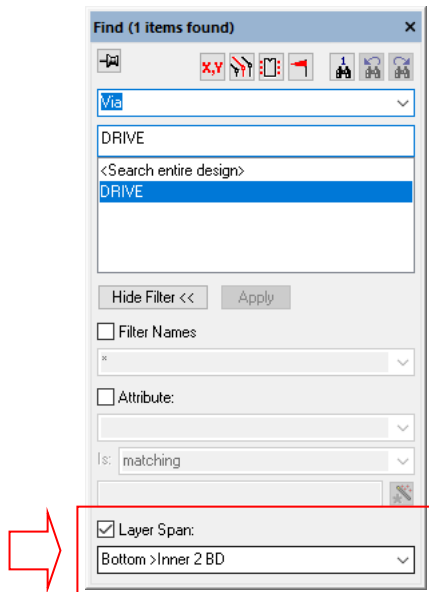 Find (1 items found)
X,Y
1
Via
DRIVE
<Search entire design>
DRIVE
Hide Filter <<
Apply
Filter Names
*
Attribute:
Is: matching
Layer Span:
Bottom >Inner 2 BD